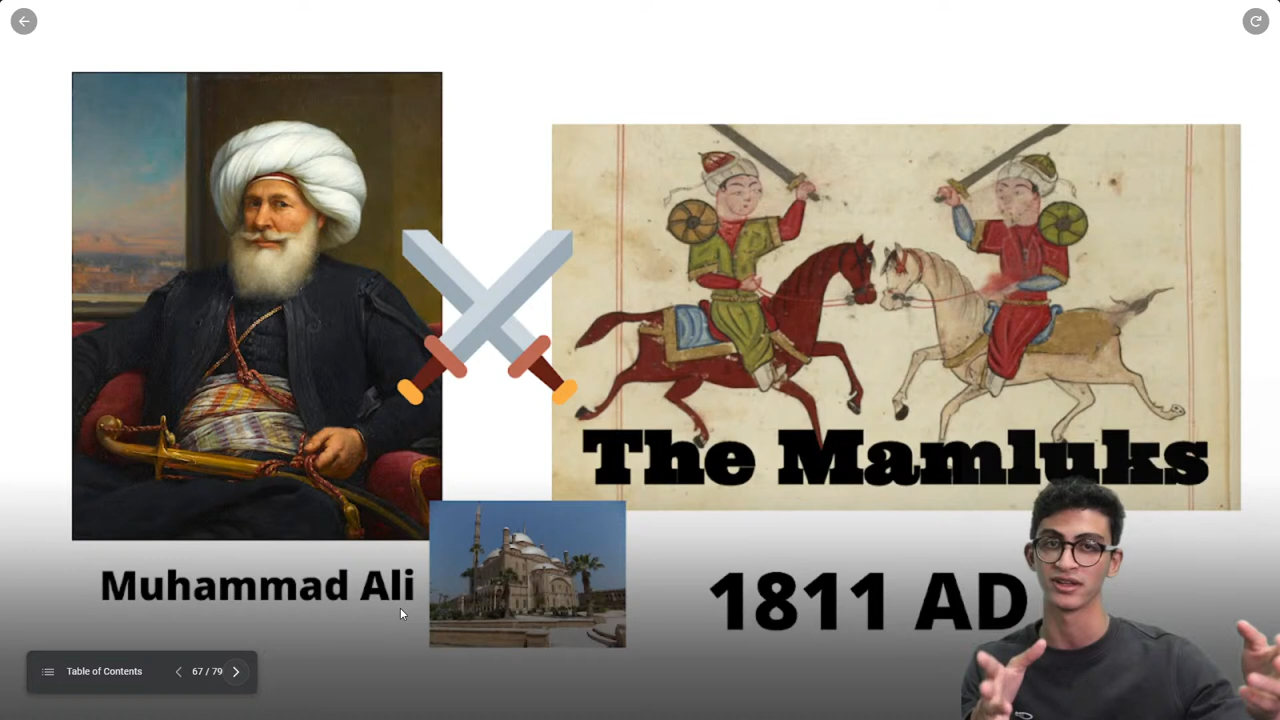 The Mamluks
Muhammad Ali
1811 AD
Table of Contents
67 / 79